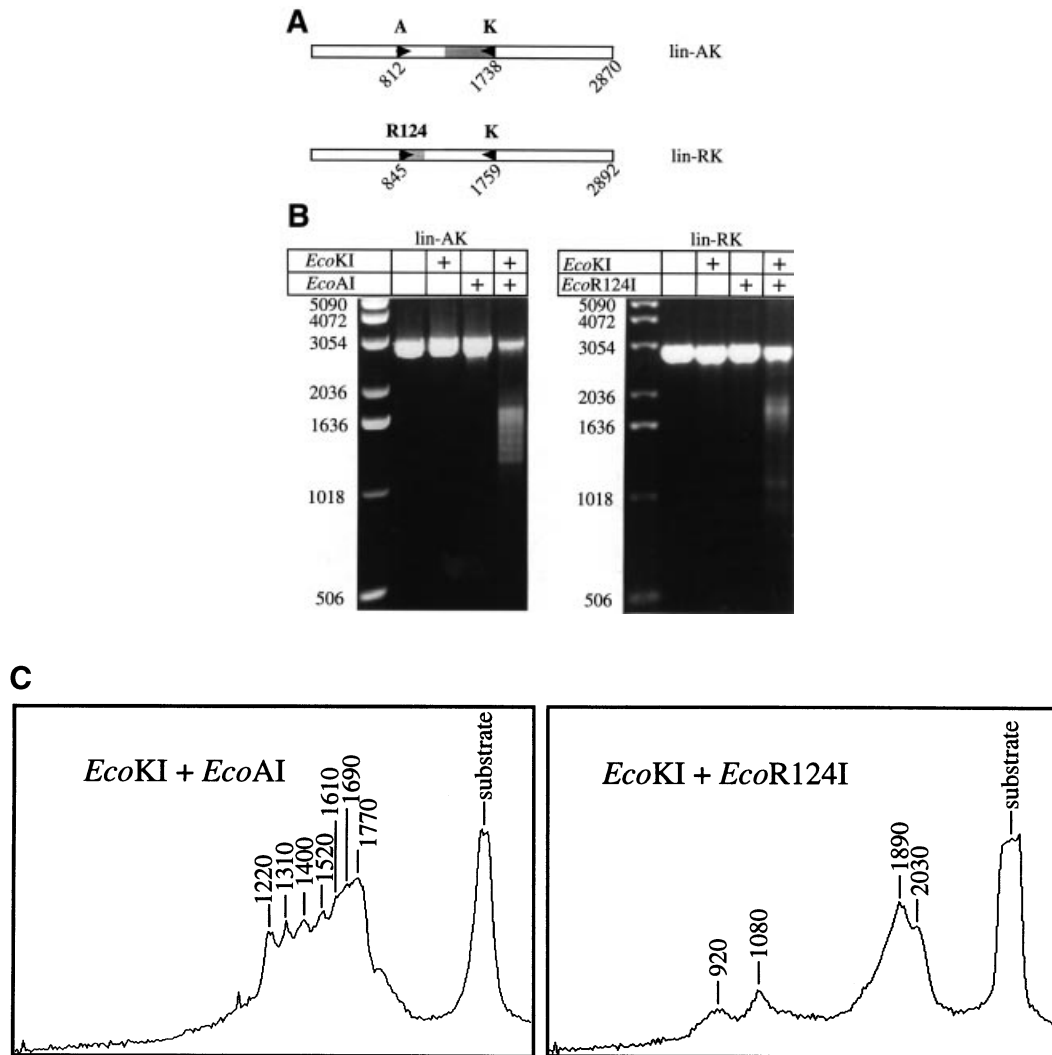 A
A K
lin-AK
812 1738 2870
R124 K
lin-RK
845 1759 2892
B
lin-AK
EcoKI + +
EcoAI + +
5090
4072
3054
2036
1636
1018
506
lin-RK
EcoKI + +
EcoR124I + +
5090
4072
3054
2036
1636
1018
506
C
EcoKI + EcoAI
1220 1310 1400 1520 1610 1690 1770 substrate
EcoKI + EcoR124I
920 1080 1890 2030 substrate